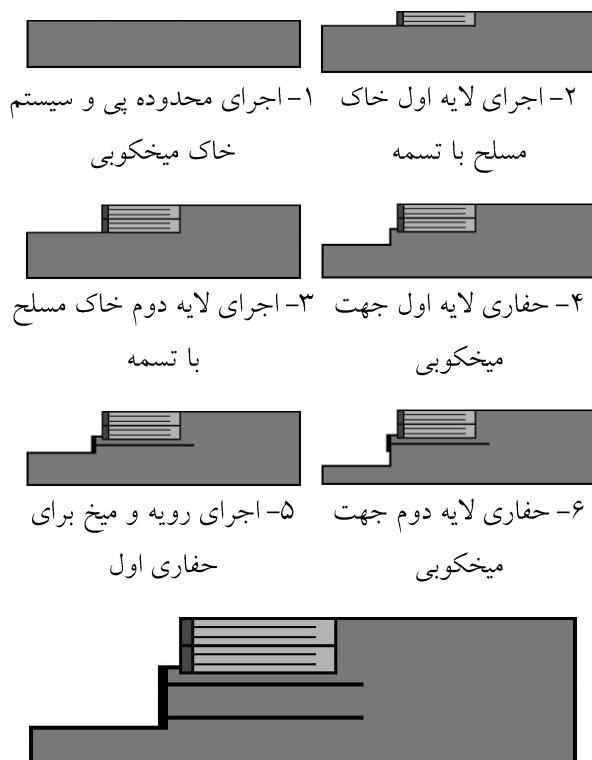 ۱- اجرای محدوده پی و سیستم
خاک میخکوبی
۲- اجرای لایه اول خاک
مسلح با تسمه
۳- اجرای لایه دوم خاک مسلح
با تسمه
۴- حفاری لایه اول جهت
میخکوبی
۵- اجرای رویه و میخ برای
حفاری اول
۶- حفاری لایه دوم جهت
میخکوبی